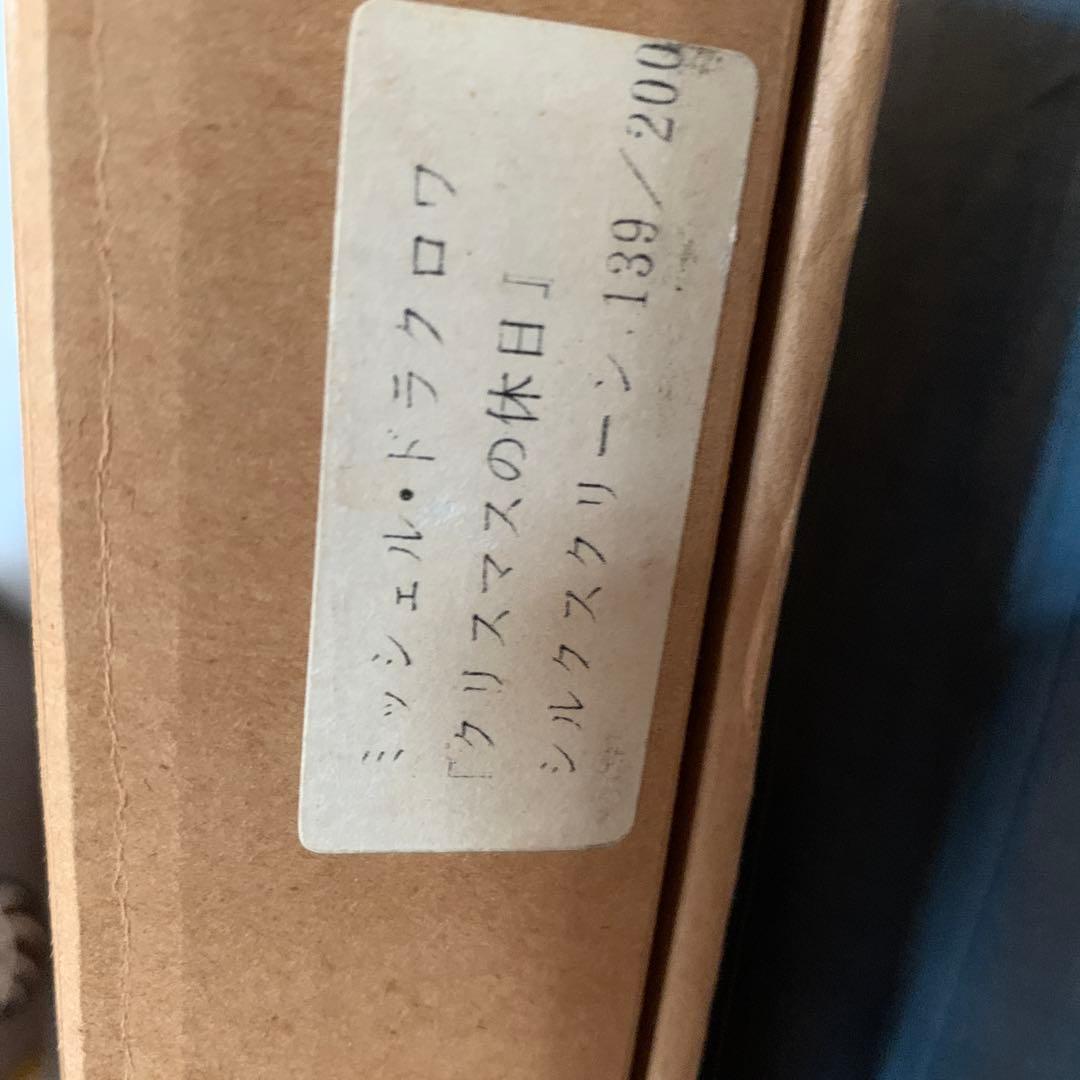 ミッシェル・ドラクロワ
『クリスマスの休日』
シルクスクリーン 139／200